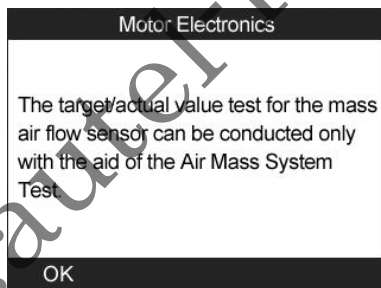 Motor Electronics
The target/actual value test for the mass
air flow sensor can be conducted only
with the aid of the Air Mass System
Test.
OK